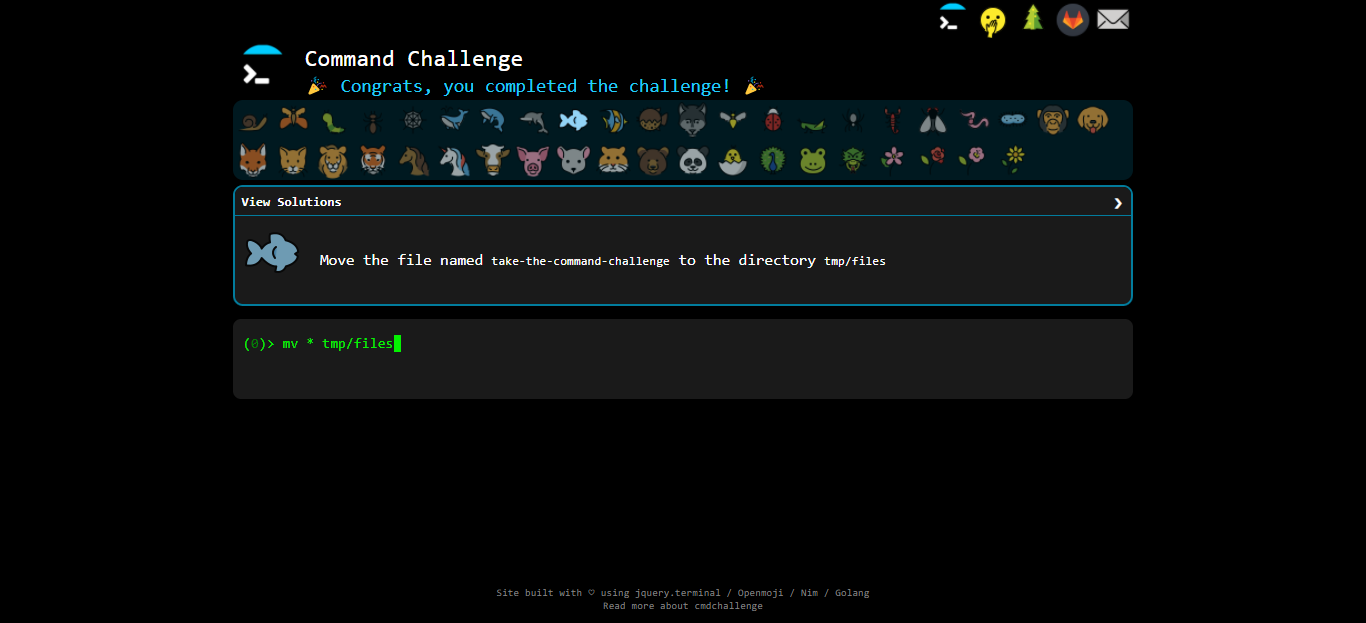 Command Challenge
🎉 Congrats, you completed the challenge! 🎉
View Solutions ❯
Move the file named take-the-command-challenge to the directory tmp/files
(0)> mv * tmp/files
Site built with ♡ using jquery.terminal / Openmoji / Nim / Golang
Read more about cmdchallenge